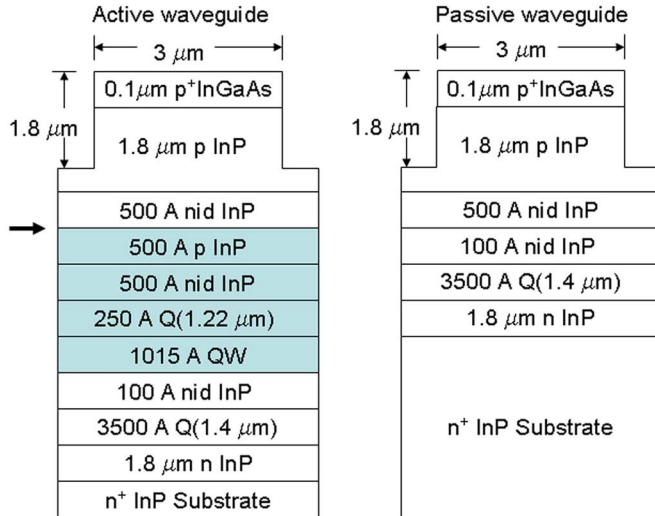 Active waveguide
3 μm
0.1μm p⁺InGaAs
1.8 μm
1.8 μm p InP
500 A nid InP
500 A p InP
500 A nid InP
250 A Q(1.22 μm)
1015 A QW
100 A nid InP
3500 A Q(1.4 μm)
1.8 μm n InP
n⁺ InP Substrate
Passive waveguide
3 μm
0.1μm p⁺InGaAs
1.8 μm
1.8 μm p InP
500 A nid InP
100 A nid InP
3500 A Q(1.4 μm)
1.8 μm n InP
n⁺ InP Substrate